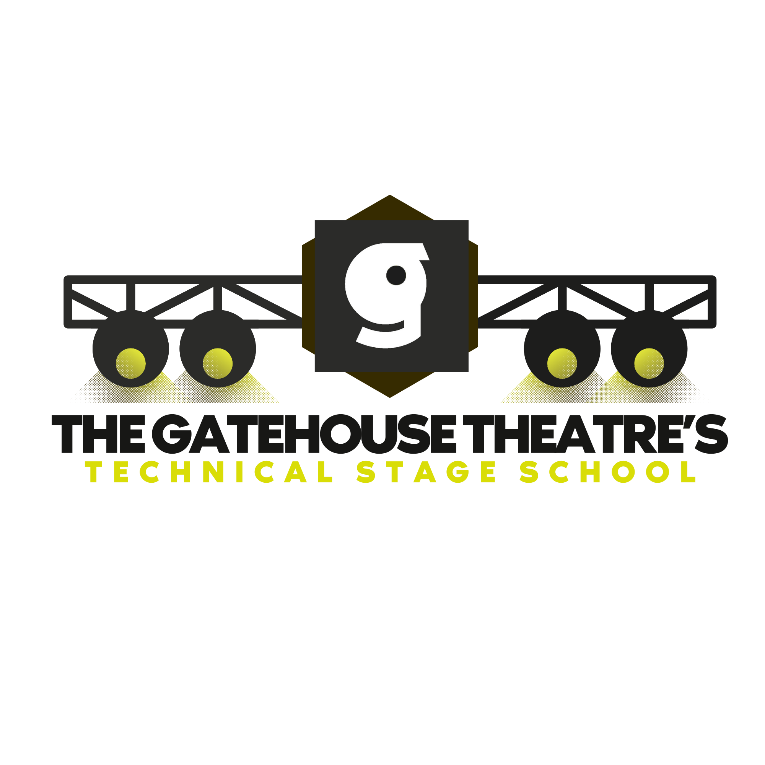 g
THE GATEHOUSE THEATRE'S
TECHNICAL STAGE SCHOOL